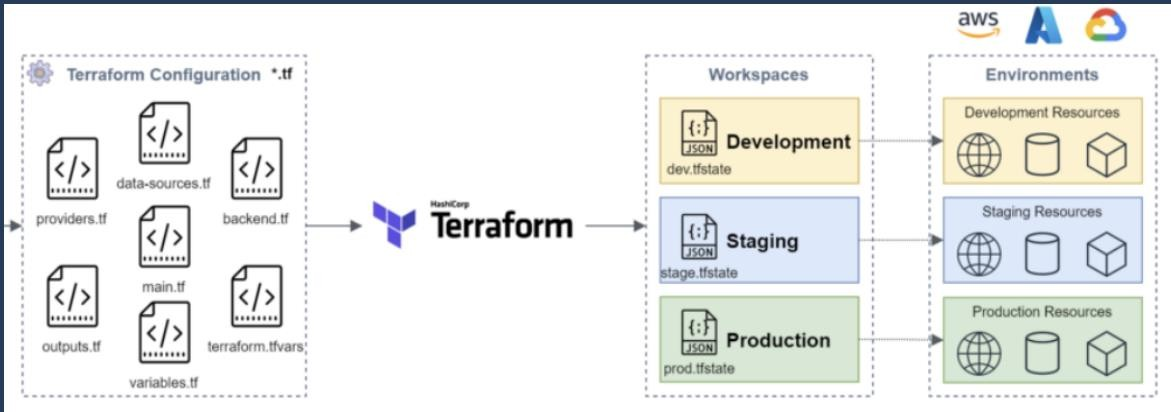 aws
Terraform Configuration *.tf
</>
data-sources.tf
</>
providers.tf
</>
backend.tf
</>
main.tf
</>
outputs.tf
</>
terraform.tfvars
</>
variables.tf
HashiCorp
Terraform
Workspaces
{;}
JSON
Development
dev.tfstate
{;}
JSON
Staging
stage.tfstate
{;}
JSON
Production
prod.tfstate
Environments
Development Resources
Staging Resources
Production Resources